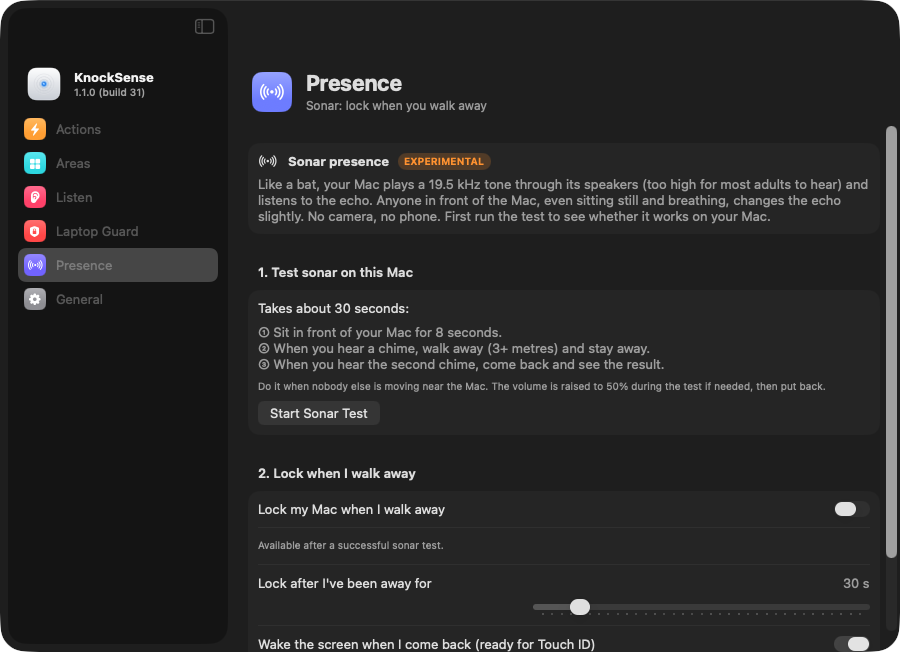 KnockSense
1.1.0 (build 31)
Actions
Areas
Listen
Laptop Guard
Presence
General
Presence
Sonar: lock when you walk away
Sonar presence EXPERIMENTAL
Like a bat, your Mac plays a 19.5 kHz tone through its speakers (too high for most adults to hear) and
listens to the echo. Anyone in front of the Mac, even sitting still and breathing, changes the echo
slightly. No camera, no phone. First run the test to see whether it works on your Mac.
1. Test sonar on this Mac
Takes about 30 seconds:
① Sit in front of your Mac for 8 seconds.
② When you hear a chime, walk away (3+ metres) and stay away.
③ When you hear the second chime, come back and see the result.
Do it when nobody else is moving near the Mac. The volume is raised to 50% during the test if needed, then put back.
Start Sonar Test
2. Lock when I walk away
Lock my Mac when I walk away
Available after a successful sonar test.
Lock after I've been away for 30 s
Wake the screen when I come back (ready for Touch ID)